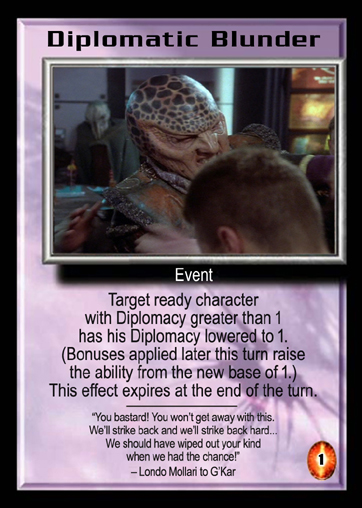 Diplomatic Blunder
Event
Target ready character
with Diplomacy greater than 1
has his Diplomacy lowered to 1.
(Bonuses applied later this turn raise
the ability from the new base of 1.)
This effect expires at the end of the turn.
“You bastard! You won't get away with this.
We'll strike back and we'll strike back hard...
We should have wiped out your kind
when we had the chance!”
– Londo Mollari to G'Kar
1